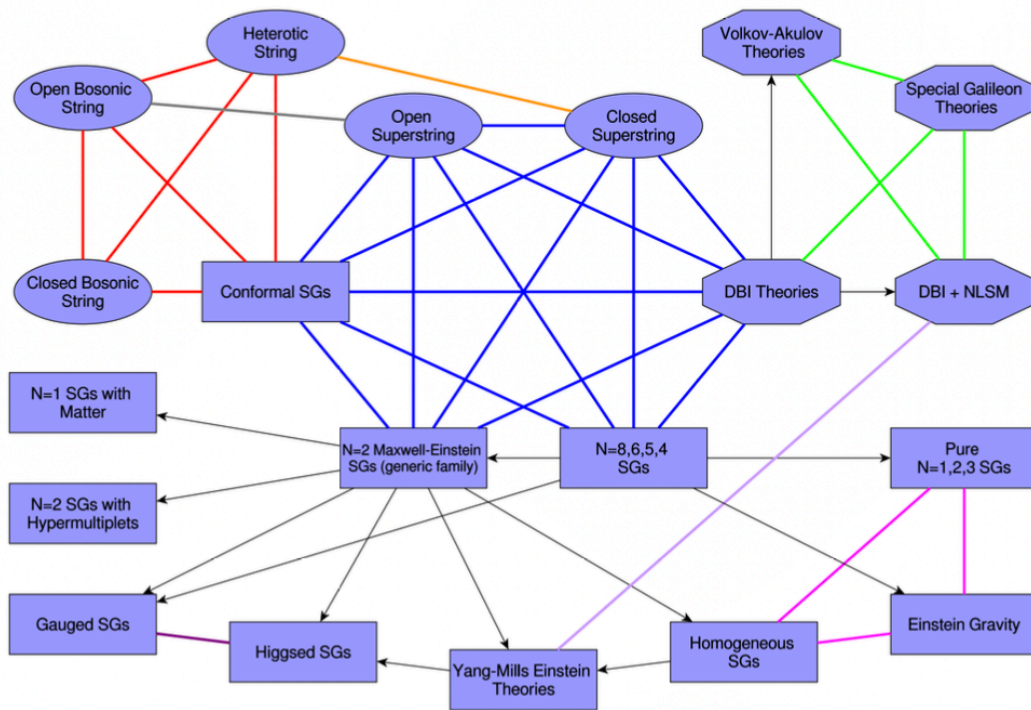 Heterotic
String
Volkov-Akulov
Theories
Open Bosonic
String
Open
Superstring
Closed
Superstring
Special Galileon
Theories
Closed Bosonic
String
Conformal SGs
DBI Theories
DBI + NLSM
N=1 SGs with
Matter
N=2 Maxwell-Einstein
SGs (generic family)
N=8,6,5,4
SGs
Pure
N=1,2,3 SGs
N=2 SGs with
Hypermultiplets
Gauged SGs
Higgsed SGs
Yang-Mills Einstein
Theories
Homogeneous
SGs
Einstein Gravity